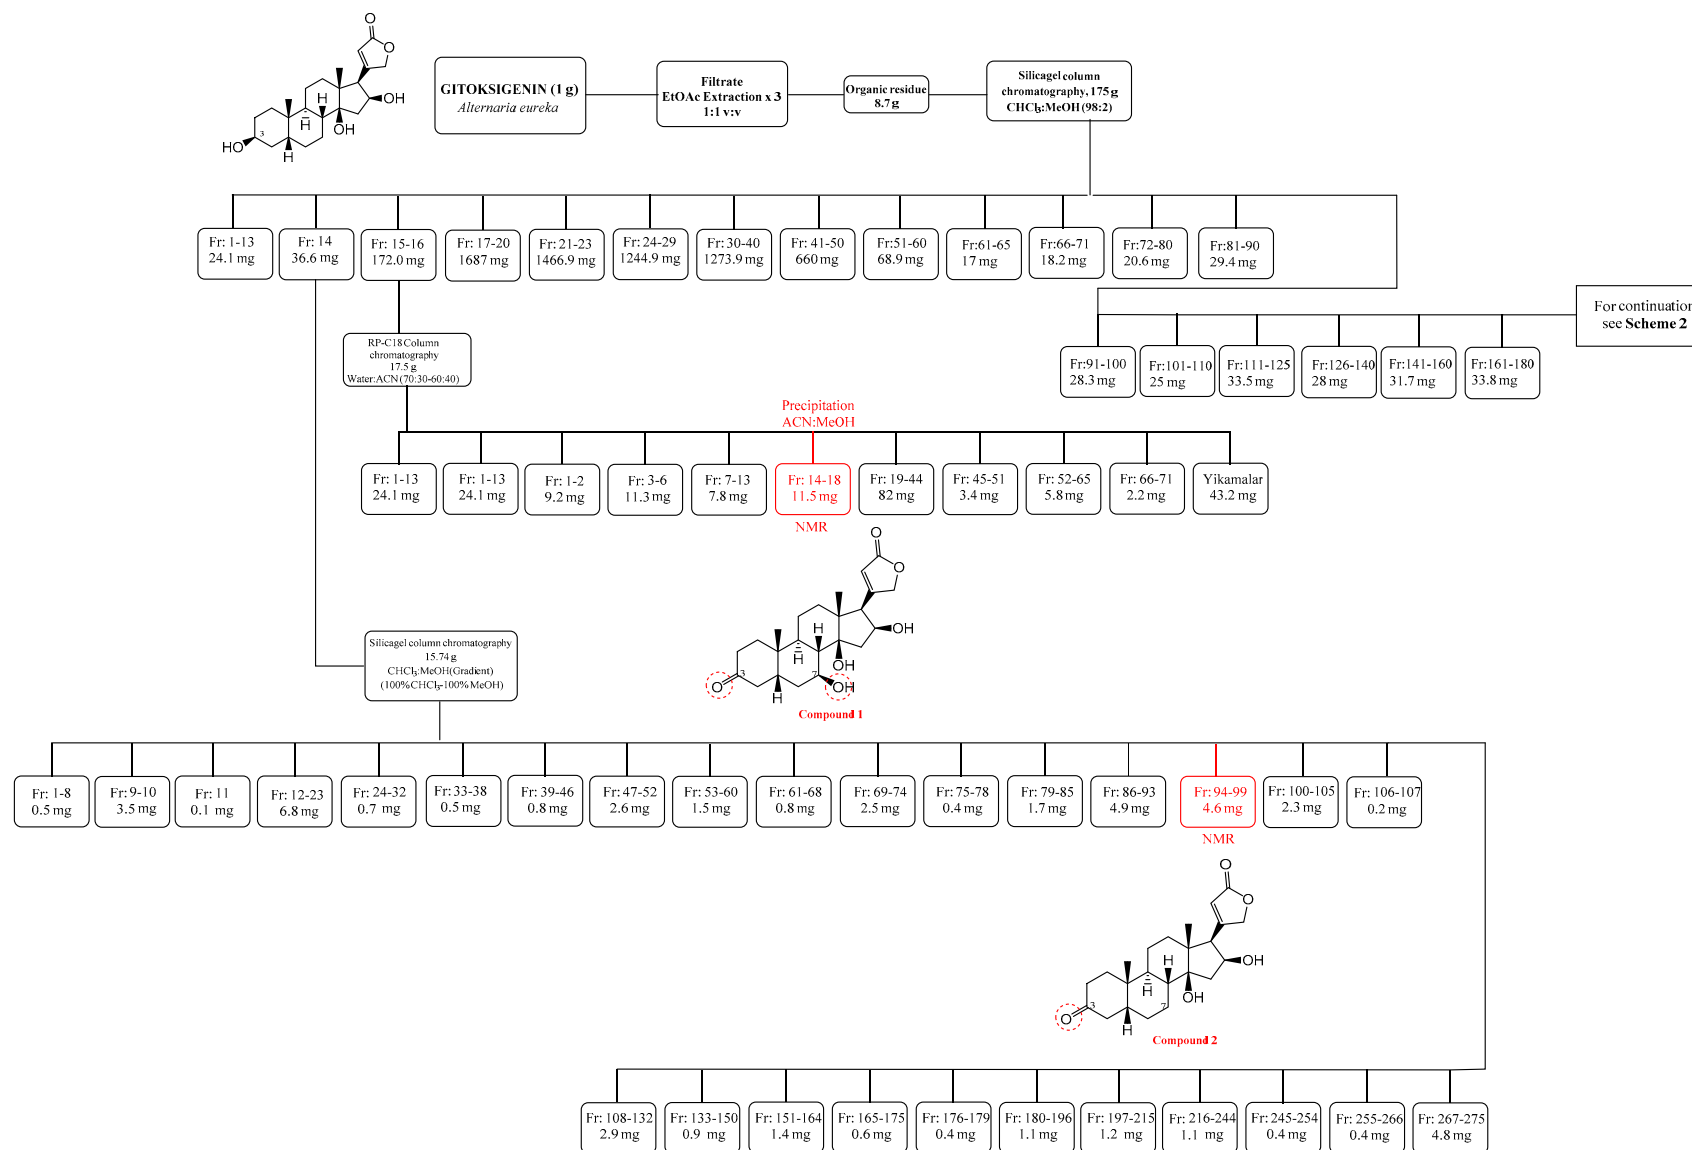 O
O
OH
H
H
OH
3
HO
H
GITOKSIGENIN (1 g)
Alternaria eureka
Filtrate
EtOAc Extraction x 3
1:1 v:v
Organic residue
8.7 g
Silicagel column
chromatography, 175 g
CHCl3:MeOH (98:2)
Fr: 1-13
24.1 mg
Fr: 14
36.6 mg
Fr: 15-16
172.0 mg
Fr: 17-20
1687 mg
Fr: 21-23
1466.9 mg
Fr: 24-29
1244.9 mg
Fr: 30-40
1273.9 mg
Fr: 41-50
660 mg
Fr:51-60
68.9 mg
Fr:61-65
17 mg
Fr:66-71
18.2 mg
Fr:72-80
20.6 mg
Fr:81-90
29.4 mg
For continuation
see Scheme 2
Fr:91-100
28.3 mg
Fr:101-110
25 mg
Fr:111-125
33.5 mg
Fr:126-140
28 mg
Fr:141-160
31.7 mg
Fr:161-180
33.8 mg
RP-C18 Column
chromatography
17.5 g
Water:ACN (70:30-60:40)
Precipitation
ACN:MeOH
Fr: 1-13
24.1 mg
Fr: 1-13
24.1 mg
Fr: 1-2
9.2 mg
Fr: 3-6
11.3 mg
Fr: 7-13
7.8 mg
Fr: 14-18
11.5 mg
Fr: 19-44
82 mg
Fr: 45-51
3.4 mg
Fr: 52-65
5.8 mg
Fr: 66-71
2.2 mg
Yikamalar
43.2 mg
NMR
O
O
OH
H
H
OH
3
7
O
OH
H
Compound 1
Silicagel column chromatography
15.74 g
CHCl3:MeOH(Gradient)
(100%CHCl3-100%MeOH)
Fr: 1-8
0.5 mg
Fr: 9-10
3.5 mg
Fr: 11
0.1 mg
Fr: 12-23
6.8 mg
Fr: 24-32
0.7 mg
Fr: 33-38
0.5 mg
Fr: 39-46
0.8 mg
Fr: 47-52
2.6 mg
Fr: 53-60
1.5 mg
Fr: 61-68
0.8 mg
Fr: 69-74
2.5 mg
Fr: 75-78
0.4 mg
Fr: 79-85
1.7 mg
Fr: 86-93
4.9 mg
Fr: 94-99
4.6 mg
Fr: 100-105
2.3 mg
Fr: 106-107
0.2 mg
NMR
O
O
OH
H
H
OH
3
7
O
H
Compound 2
Fr: 108-132
2.9 mg
Fr: 133-150
0.9 mg
Fr: 151-164
1.4 mg
Fr: 165-175
0.6 mg
Fr: 176-179
0.4 mg
Fr: 180-196
1.1 mg
Fr: 197-215
1.2 mg
Fr: 216-244
1.1 mg
Fr: 245-254
0.4 mg
Fr: 255-266
0.4 mg
Fr: 267-275
4.8 mg